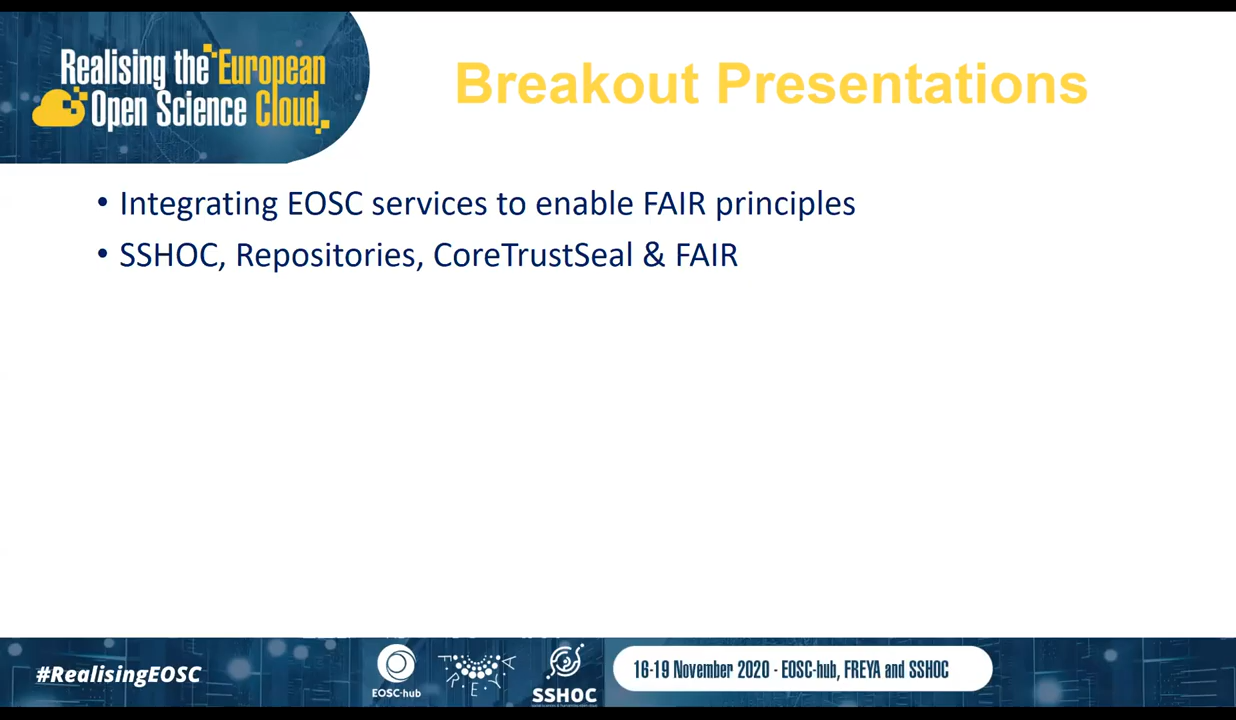 Realising the European
Open Science Cloud
Breakout Presentations
• Integrating EOSC services to enable FAIR principles
• SSHOC, Repositories, CoreTrustSeal & FAIR
#RealisingEOSC
EOSC-hub
FREYA
SSHOC
16-19 November 2020 - EOSC-hub, FREYA and SSHOC